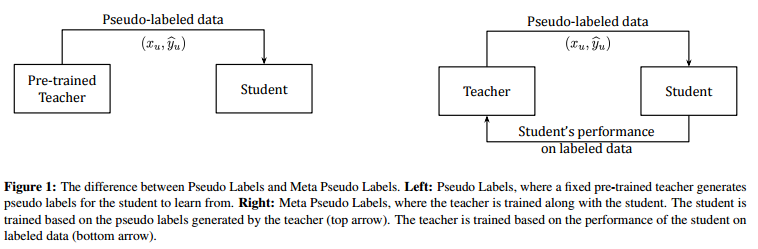 Pseudo-labeled data
(x_u, ŷ_u)
Pre-trained
Teacher
Student
Pseudo-labeled data
(x_u, ŷ_u)
Teacher
Student
Student's performance
on labeled data
Figure 1: The difference between Pseudo Labels and Meta Pseudo Labels. Left: Pseudo Labels, where a fixed pre-trained teacher generates
pseudo labels for the student to learn from. Right: Meta Pseudo Labels, where the teacher is trained along with the student. The student is
trained based on the pseudo labels generated by the teacher (top arrow). The teacher is trained based on the performance of the student on
labeled data (bottom arrow).